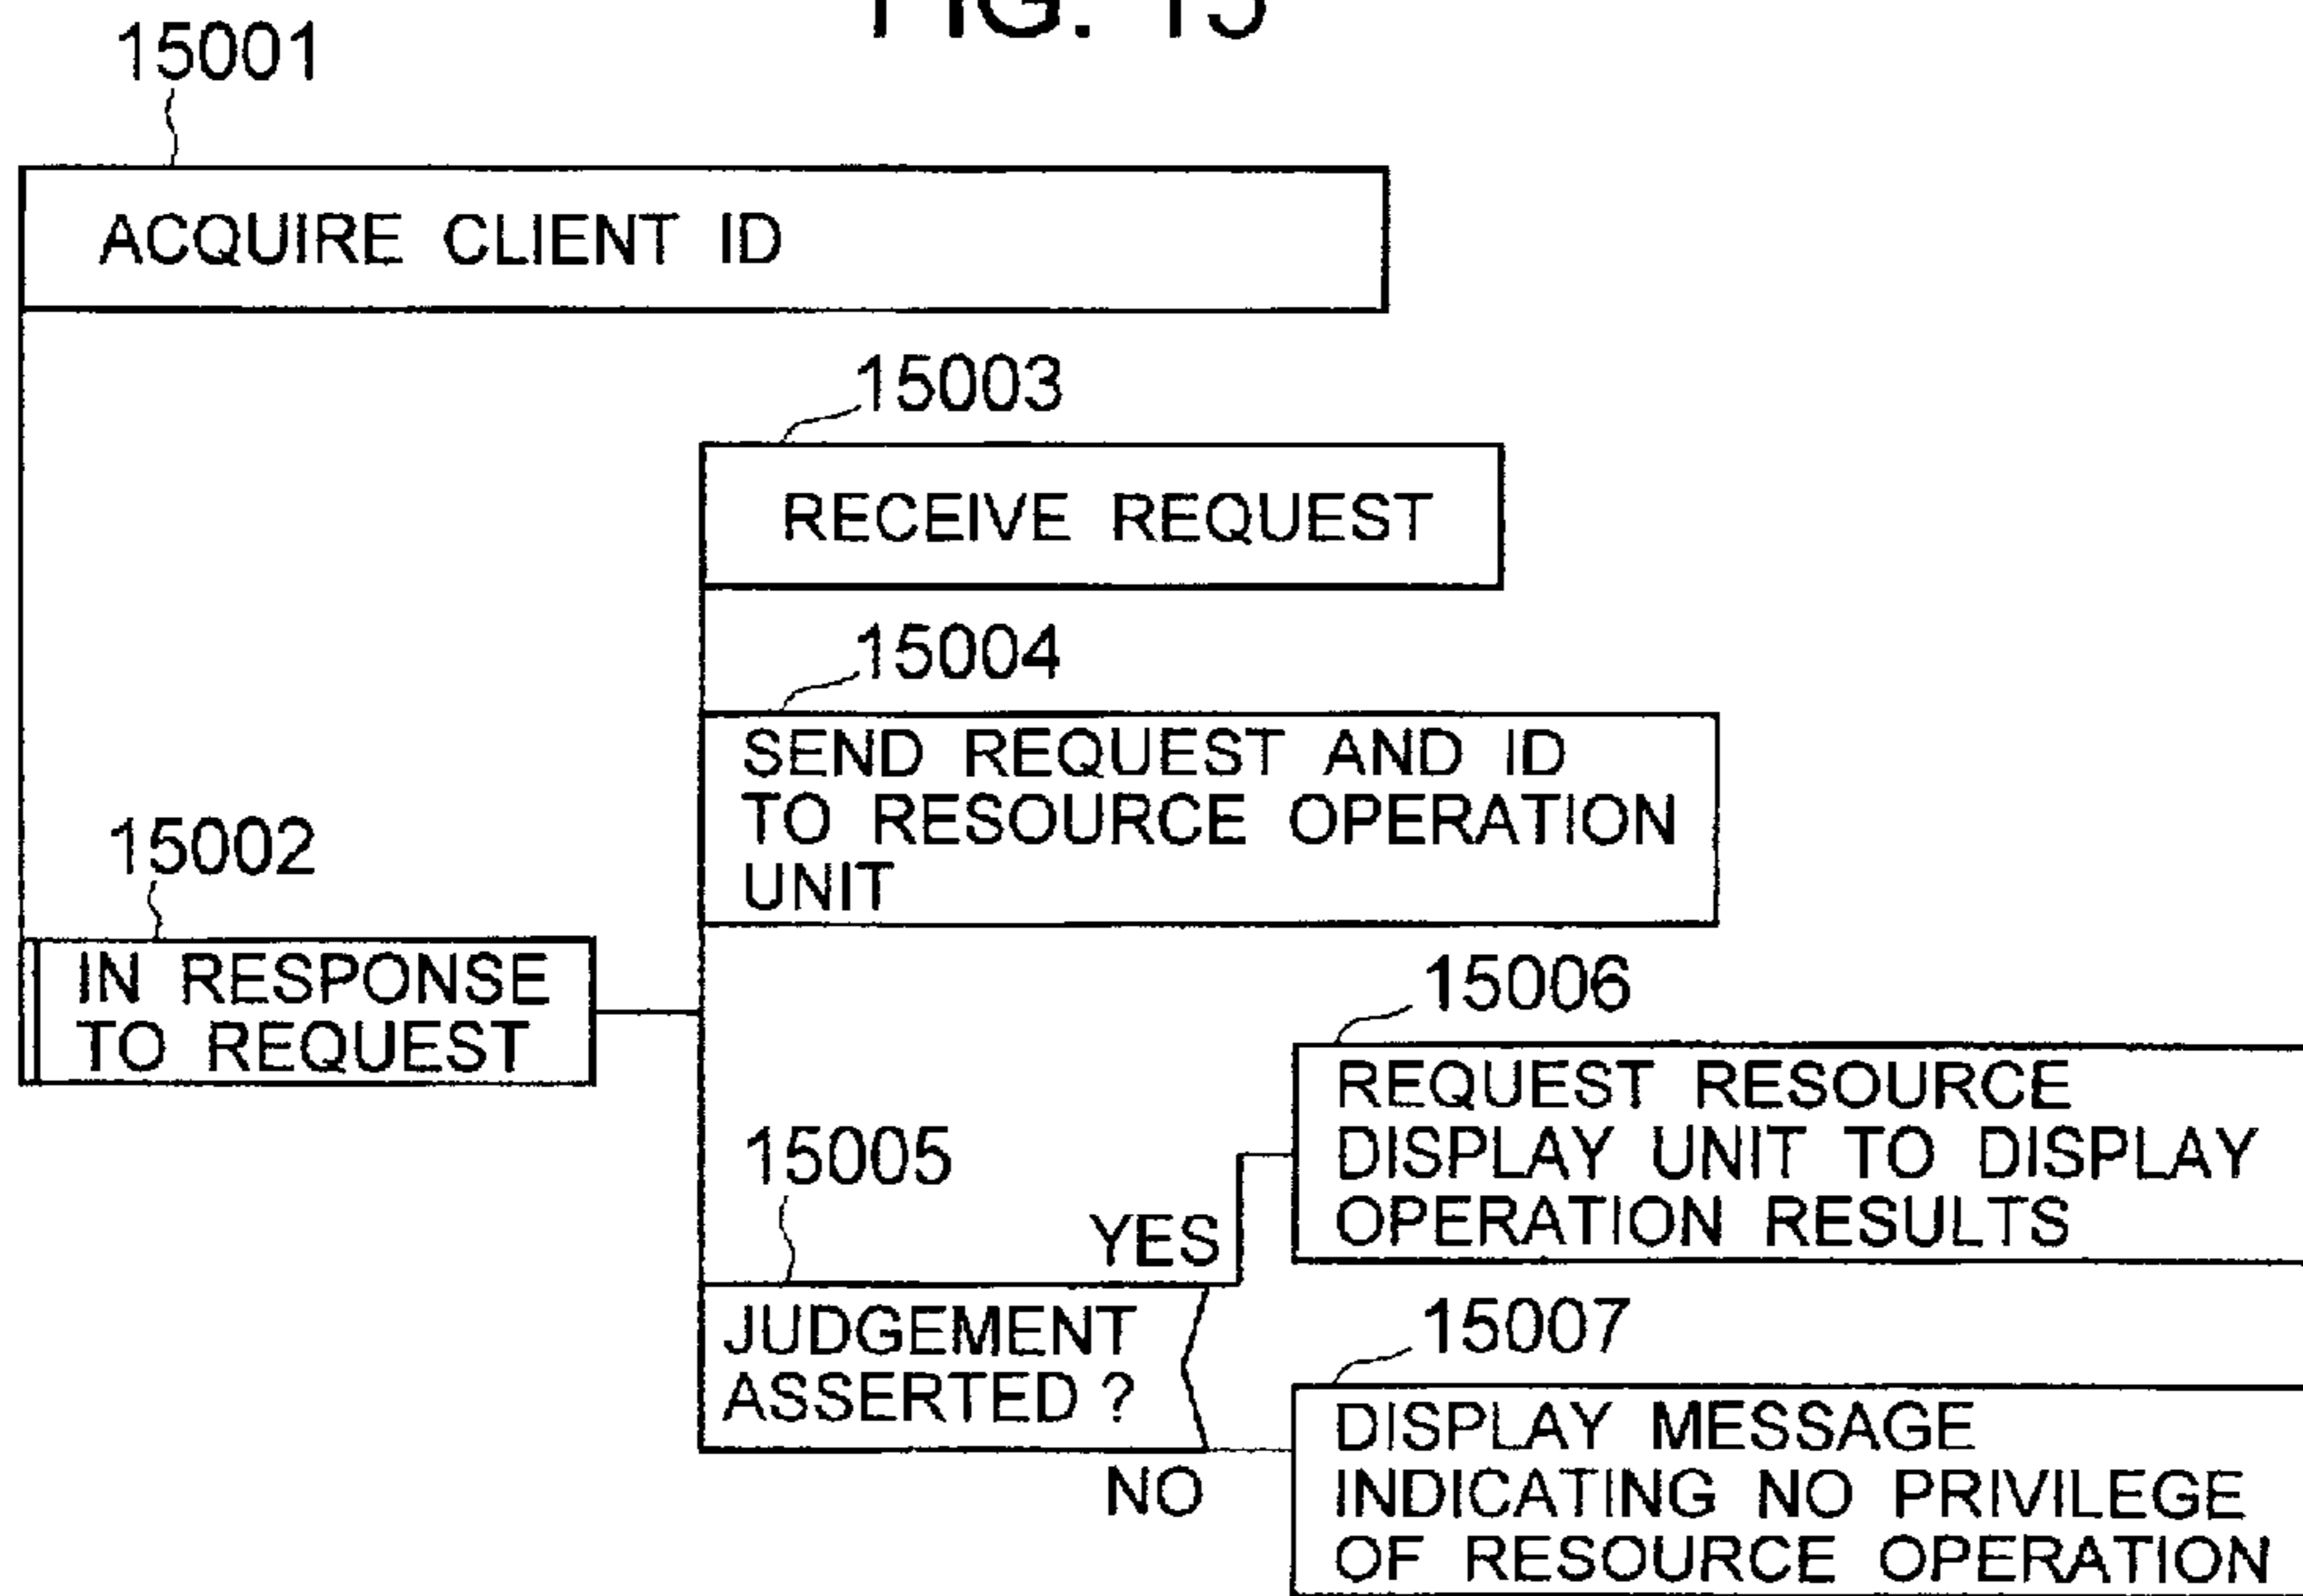 FIG. 15
15001
ACQUIRE CLIENT ID
15003
RECEIVE REQUEST
15004
SEND REQUEST AND ID
TO RESOURCE OPERATION
UNIT
15002
IN RESPONSE
TO REQUEST
15005
YES
JUDGEMENT
ASSERTED ?
NO
15006
REQUEST RESOURCE
DISPLAY UNIT TO DISPLAY
OPERATION RESULTS
15007
DISPLAY MESSAGE
INDICATING NO PRIVILEGE
OF RESOURCE OPERATION